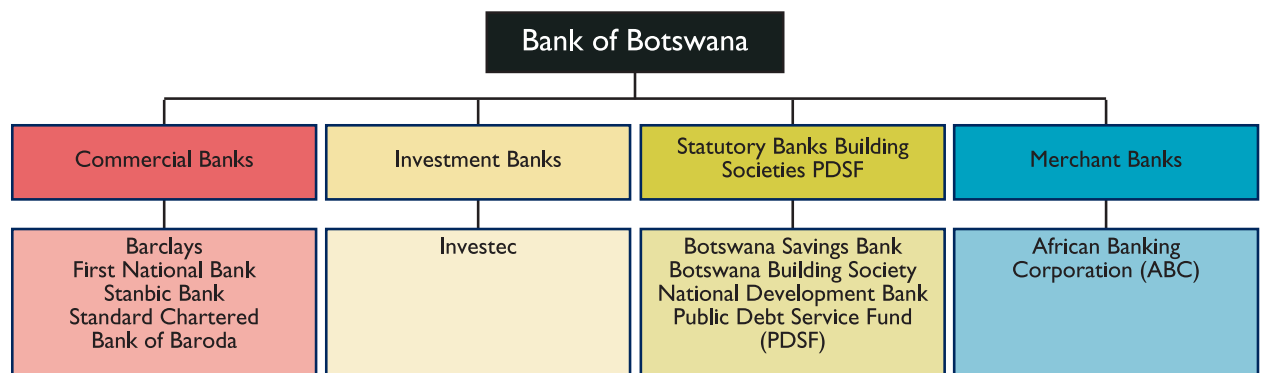 Bank of Botswana
Commercial Banks
Investment Banks
Statutory Banks Building
Societies PDSF
Merchant Banks
Barclays
First National Bank
Stanbic Bank
Standard Chartered
Bank of Baroda
Investec
Botswana Savings Bank
Botswana Building Society
National Development Bank
Public Debt Service Fund
(PDSF)
African Banking
Corporation (ABC)